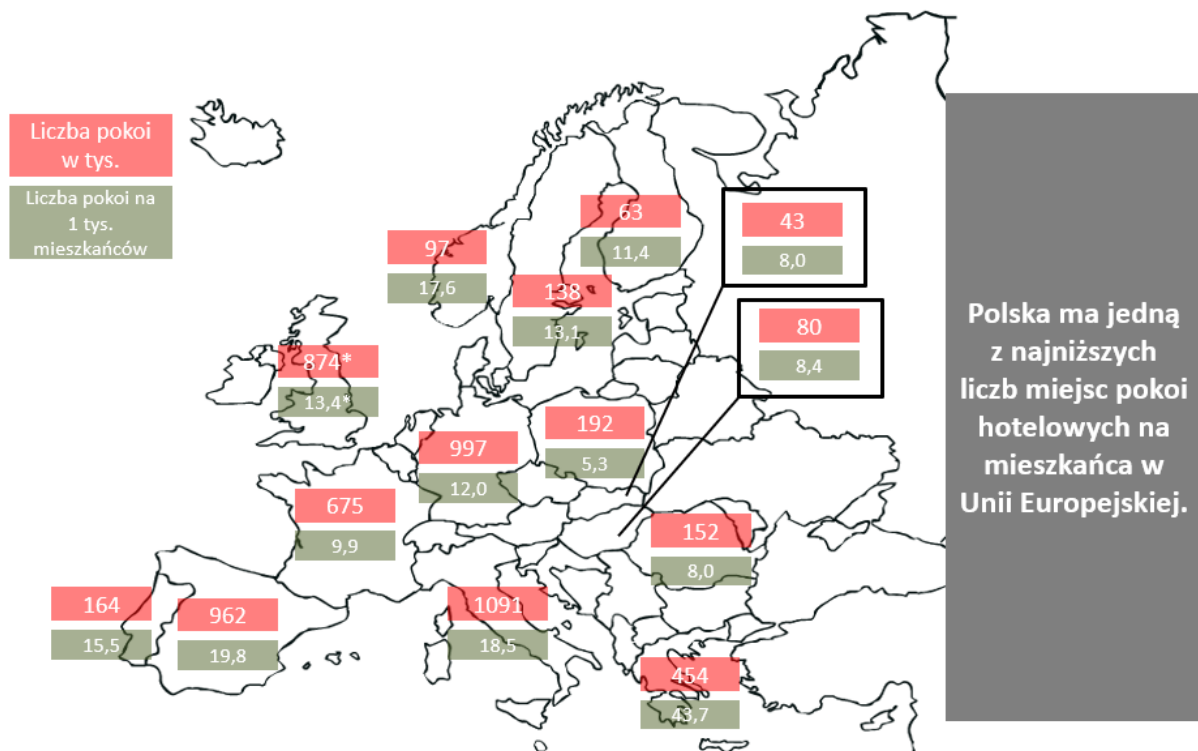 Liczba pokoi
w tys.
Liczba pokoi na
1 tys.
mieszkańców
63
11,4
43
8,0
97
17,6
138
13,1
80
8,4
874*
13,4*
192
5,3
997
12,0
675
9,9
152
8,0
164
15,5
962
19,8
1091
18,5
454
43,7
Polska ma jedną
z najniższych
liczb miejsc pokoi
hotelowych na
mieszkańca w
Unii Europejskiej.